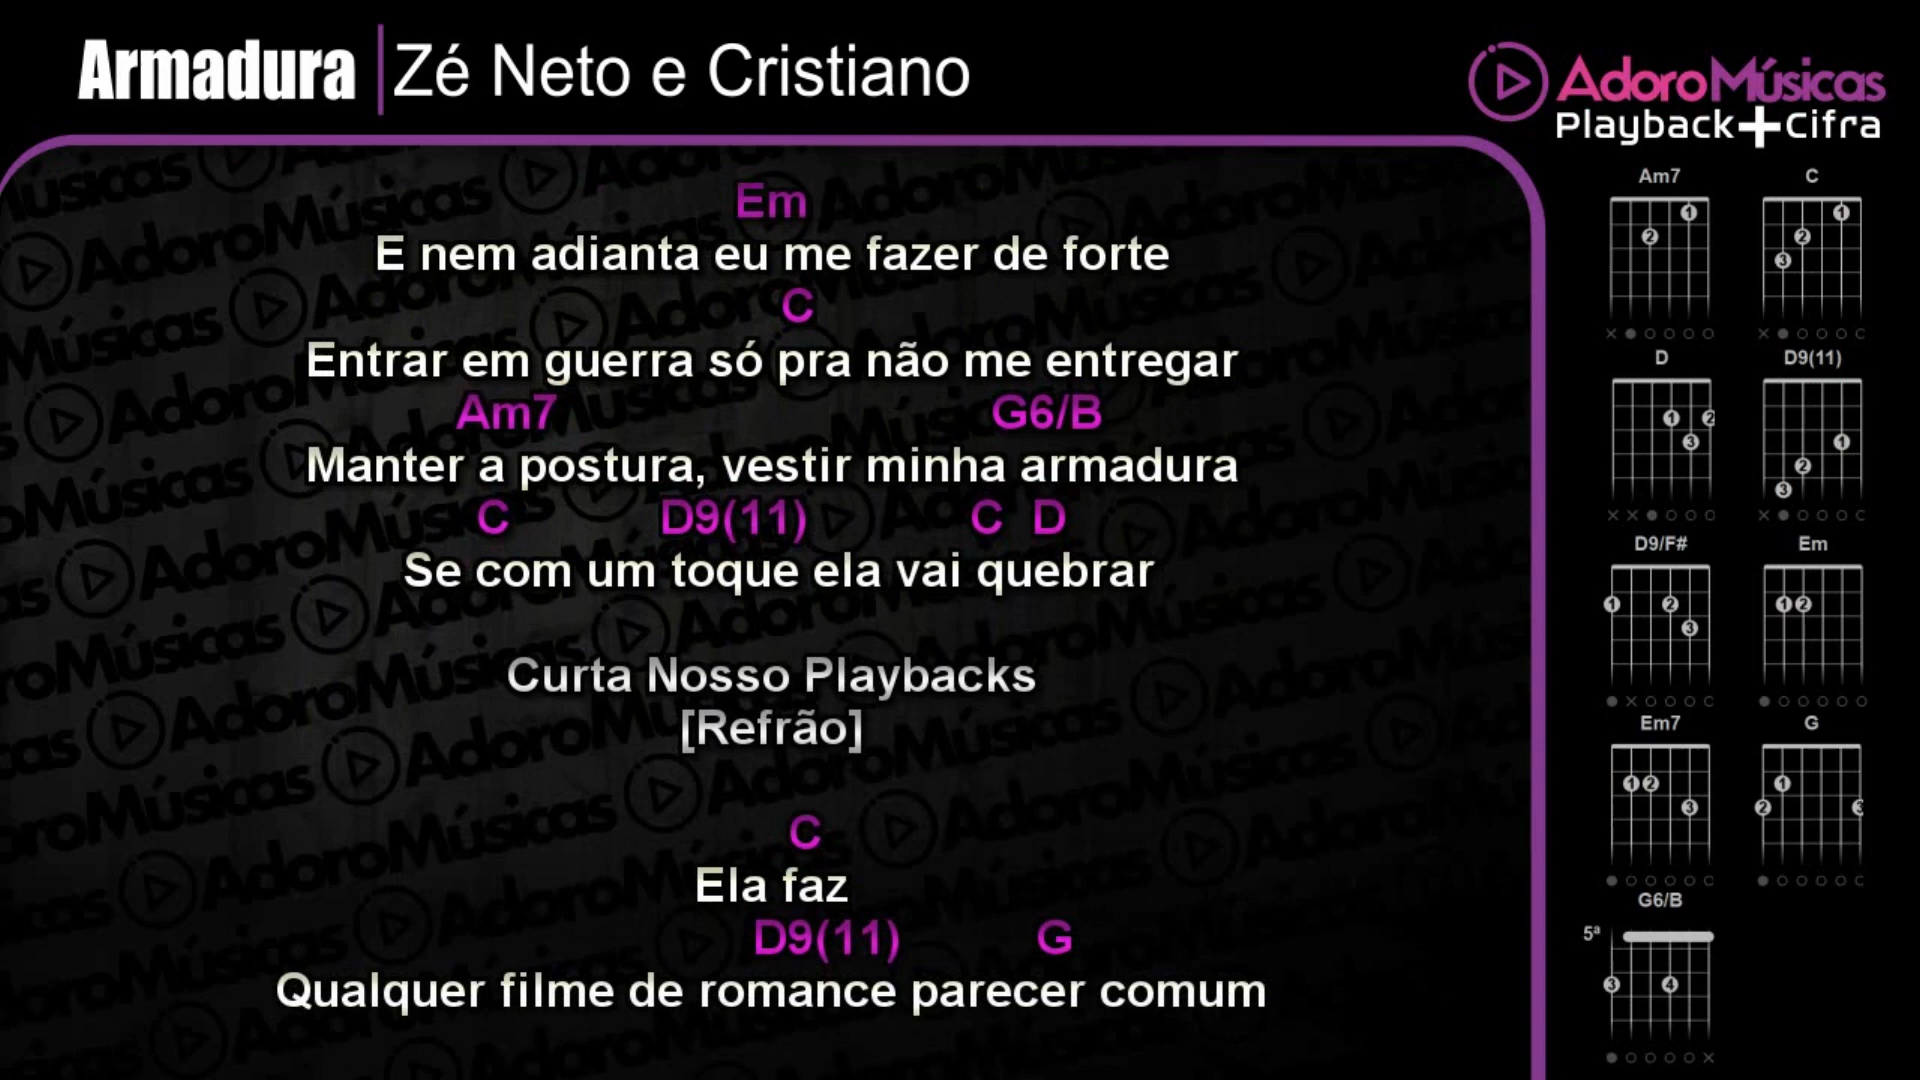 Armadura | Zé Neto e Cristiano
AdoroMúsicas
Playback+Cifra
Em
E nem adianta eu me fazer de forte
C
Entrar em guerra só pra não me entregar
Am7 G6/B
Manter a postura, vestir minha armadura
C D9(11) C D
Se com um toque ela vai quebrar
Curta Nosso Playbacks
[Refrão]
C
Ela faz
D9(11) G
Qualquer filme de romance parecer comum
Am7 C
D D9(11)
D9/F# Em
Em7 G
G6/B
5ª